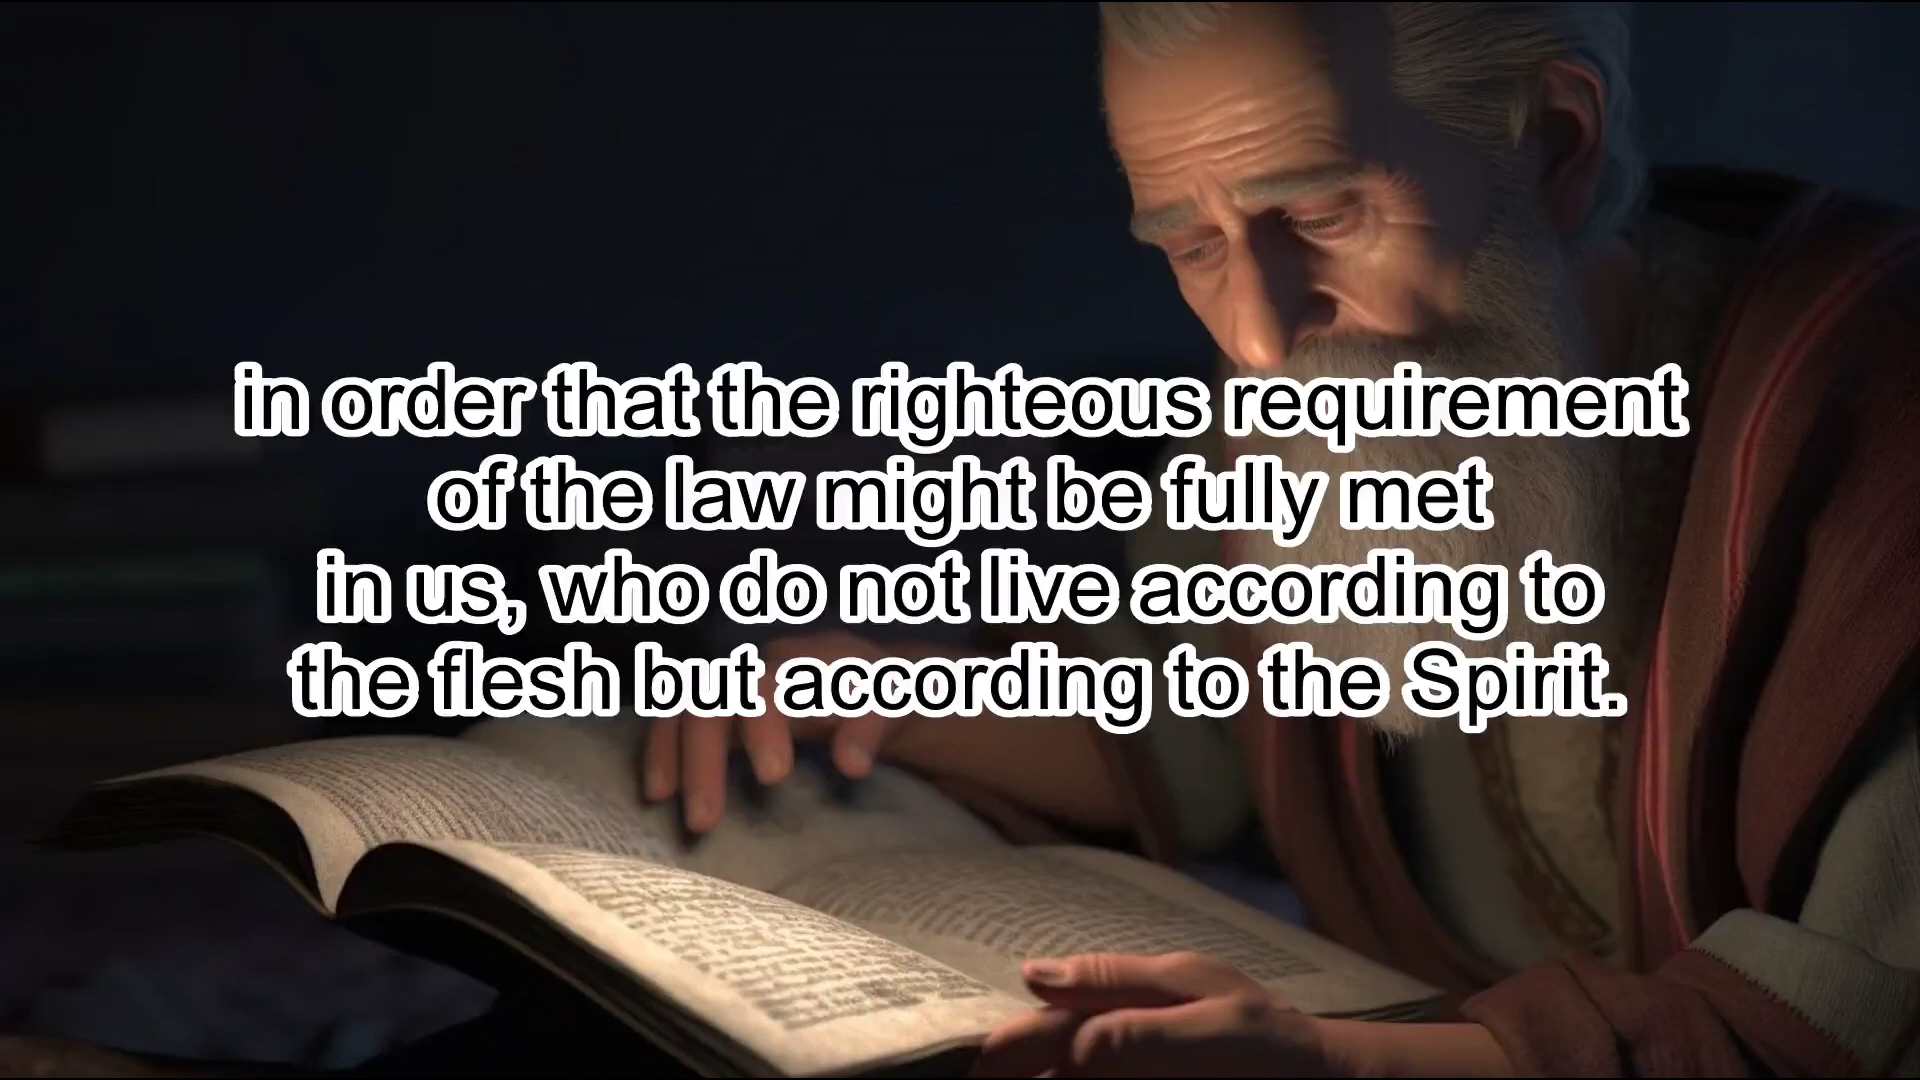 in order that the righteous requirement
of the law might be fully met
in us, who do not live according to
the flesh but according to the Spirit.